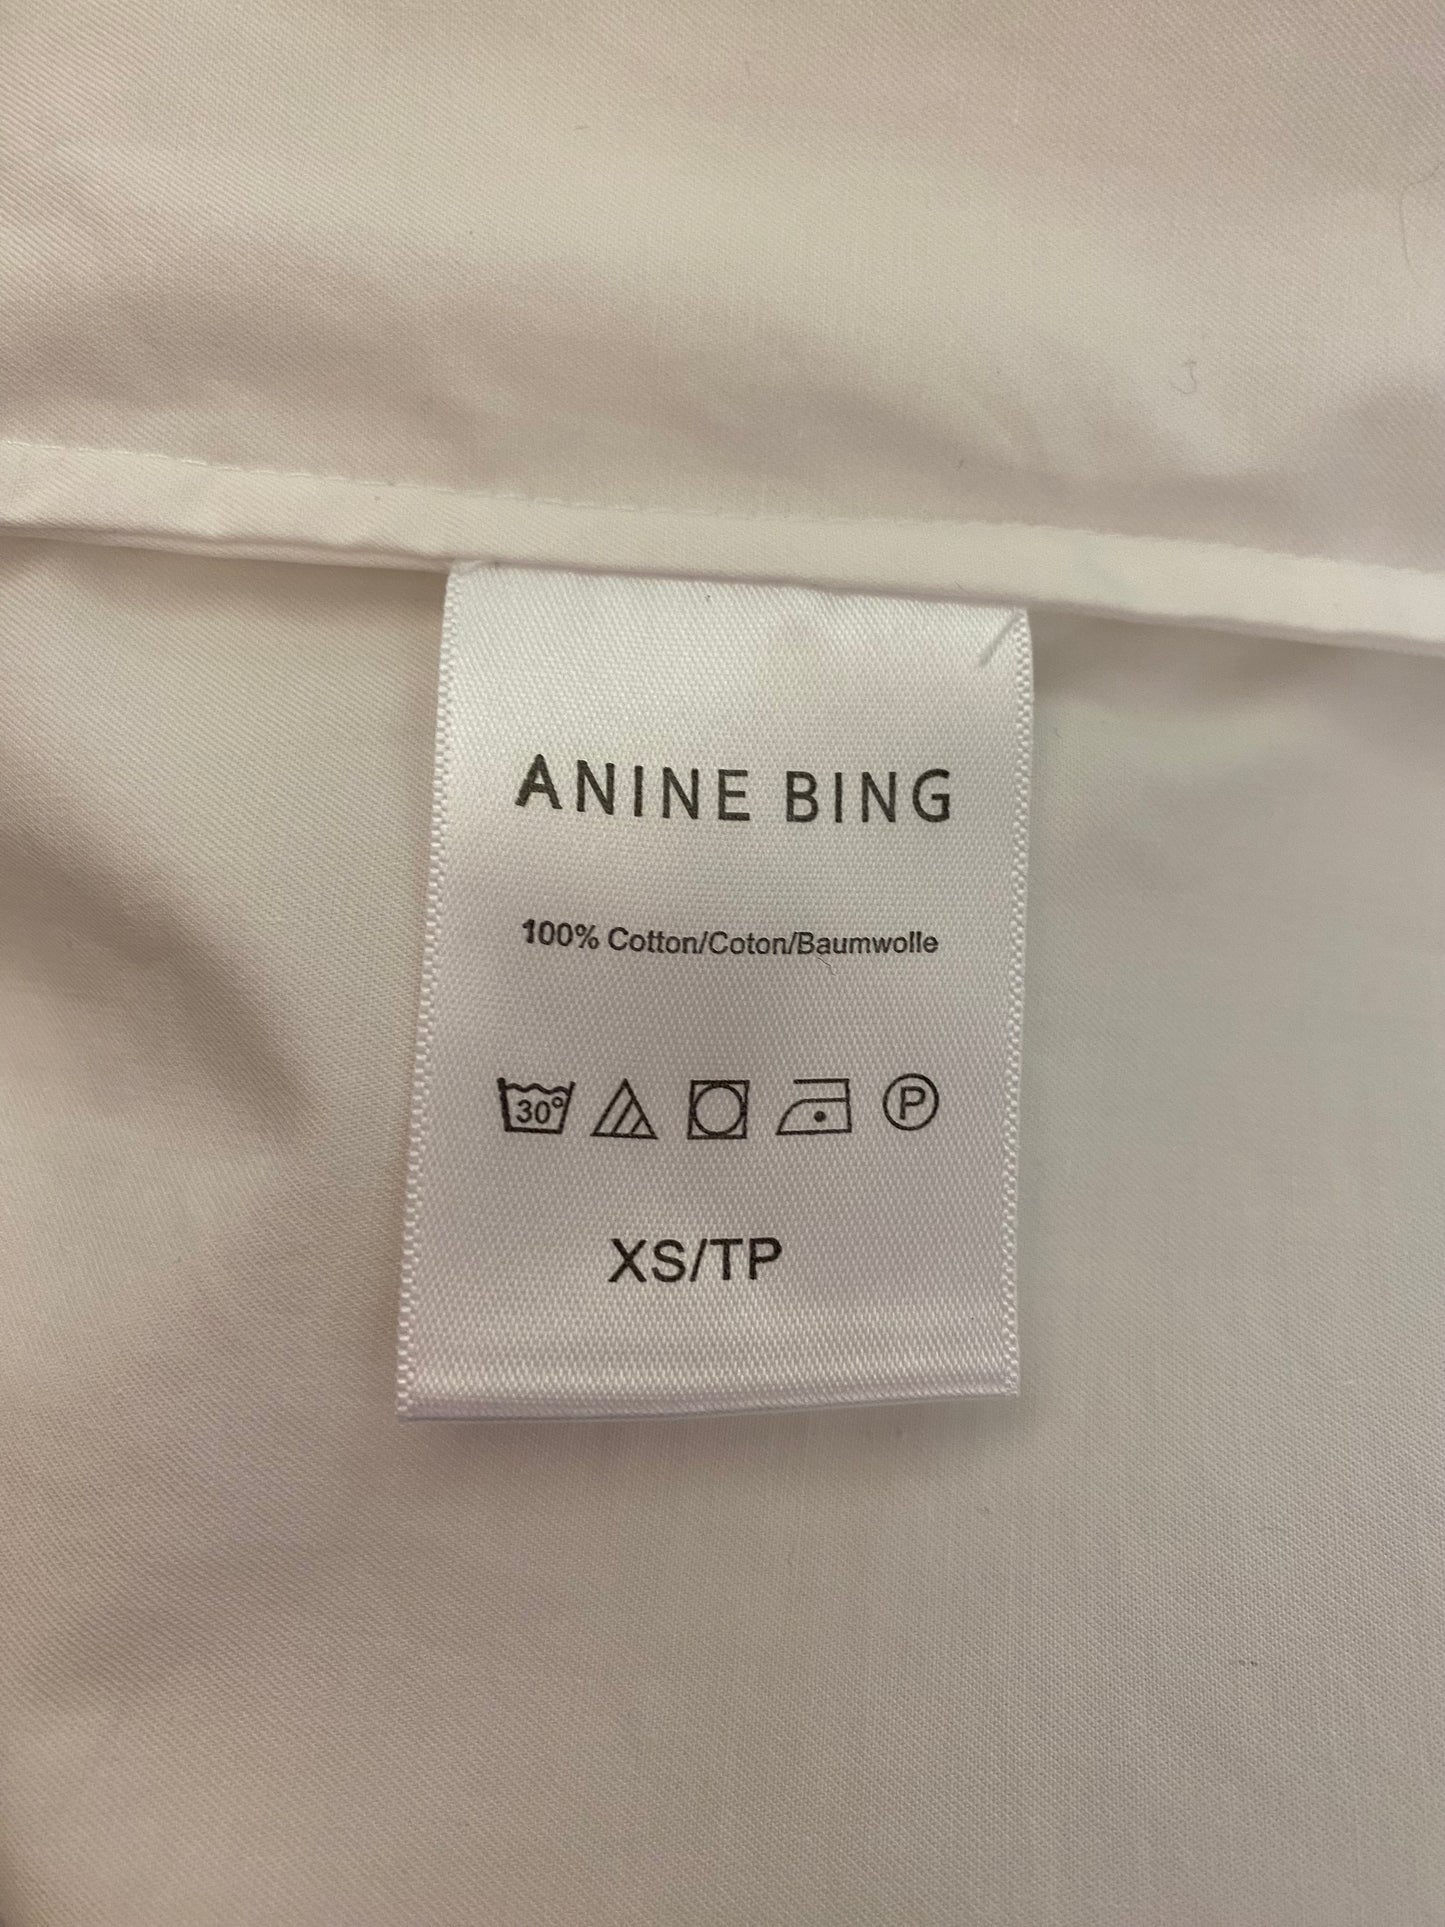 ANINE BING
100% Cotton/Coton/Baumwolle
30° P
XS/TP